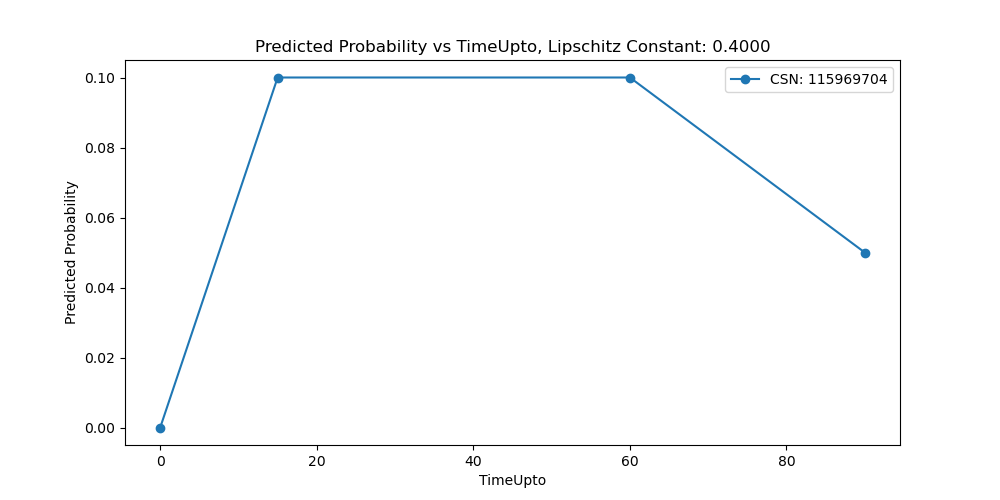 Predicted Probability vs TimeUpto, Lipschitz Constant: 0.4000
CSN: 115969704
Predicted Probability
0.10
0.08
0.06
0.04
0.02
0.00
0 20 40 60 80
TimeUpto